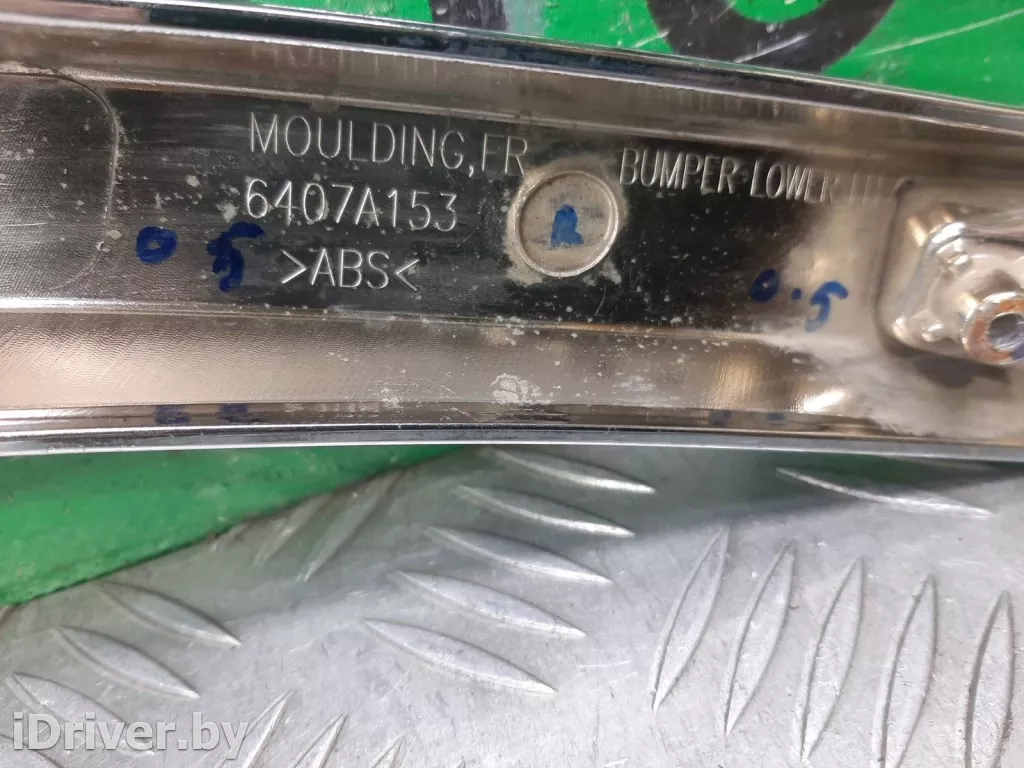 MOULDING,FR BUMPER LOWER
6407A153
>ABS<
R
0.5 0.5
iDriver.by